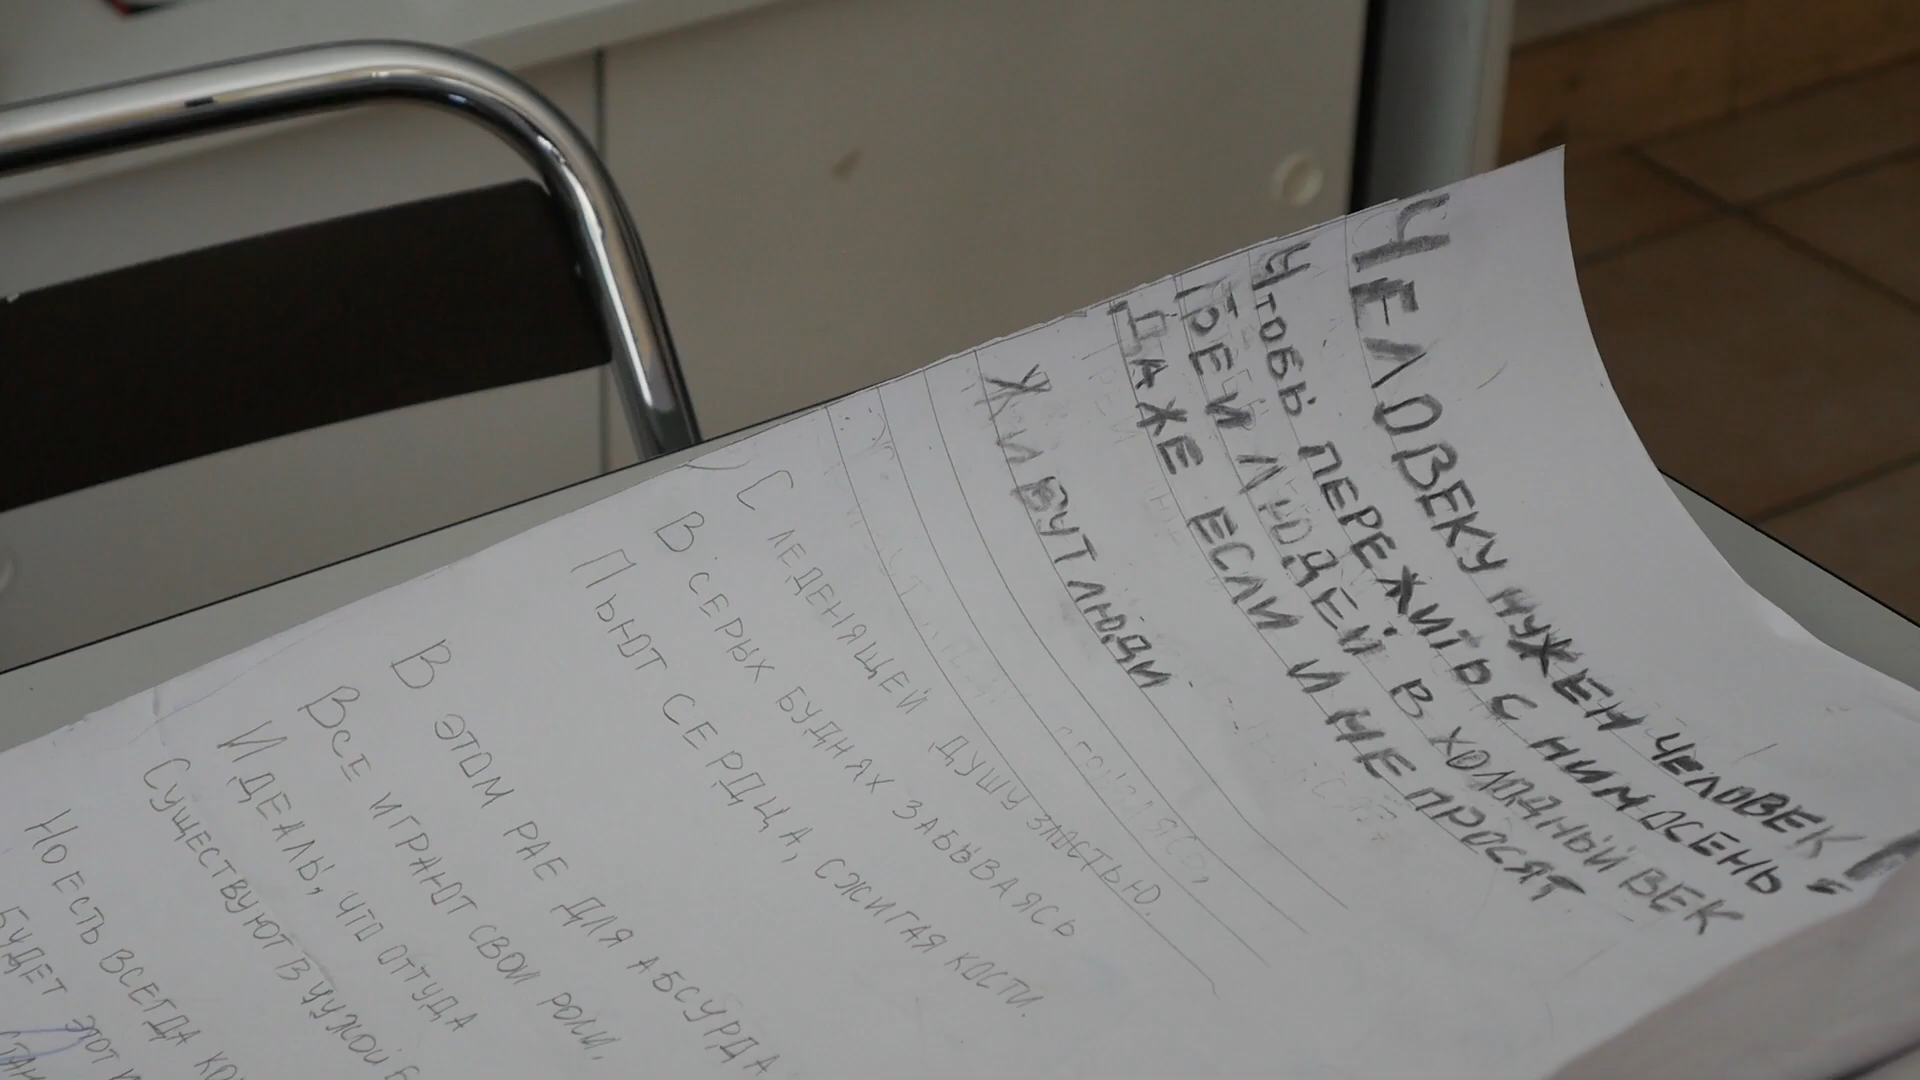 ЧЕЛОВЕКУ НУЖЕН ЧЕЛОВЕК
ЧТОБЫ ПЕРЕЖИТЬ С НИМ ОСЕНЬ
ГРЕЙ ЛЮДЕЙ В ХОЛОДНЫЙ ВЕК
ДАЖЕ ЕСЛИ И НЕ ПРОСЯТ
ЖИВУТ ЛЮДИ
С ЛЕДЕНЯЩЕЙ ДУШУ ЗЛОСТЬЮ.
В СЕРЫХ БУДНЯХ ЗАБЫВАЯСЬ
ПЬЮТ СЕРДЦА, СЖИГАЯ КОСТИ.
В ЭТОМ РАЕ ДЛЯ АБСУРДА
ВСЕ ИГРАЮТ СВОИ РОЛИ,
ИДЕАЛЫ, ЧТО ОТТУДА
СУЩЕСТВУЮТ В ЧУЖОЙ
НО ЕСТЬ ВСЕГДА
БУДЕТ ЭТОТ